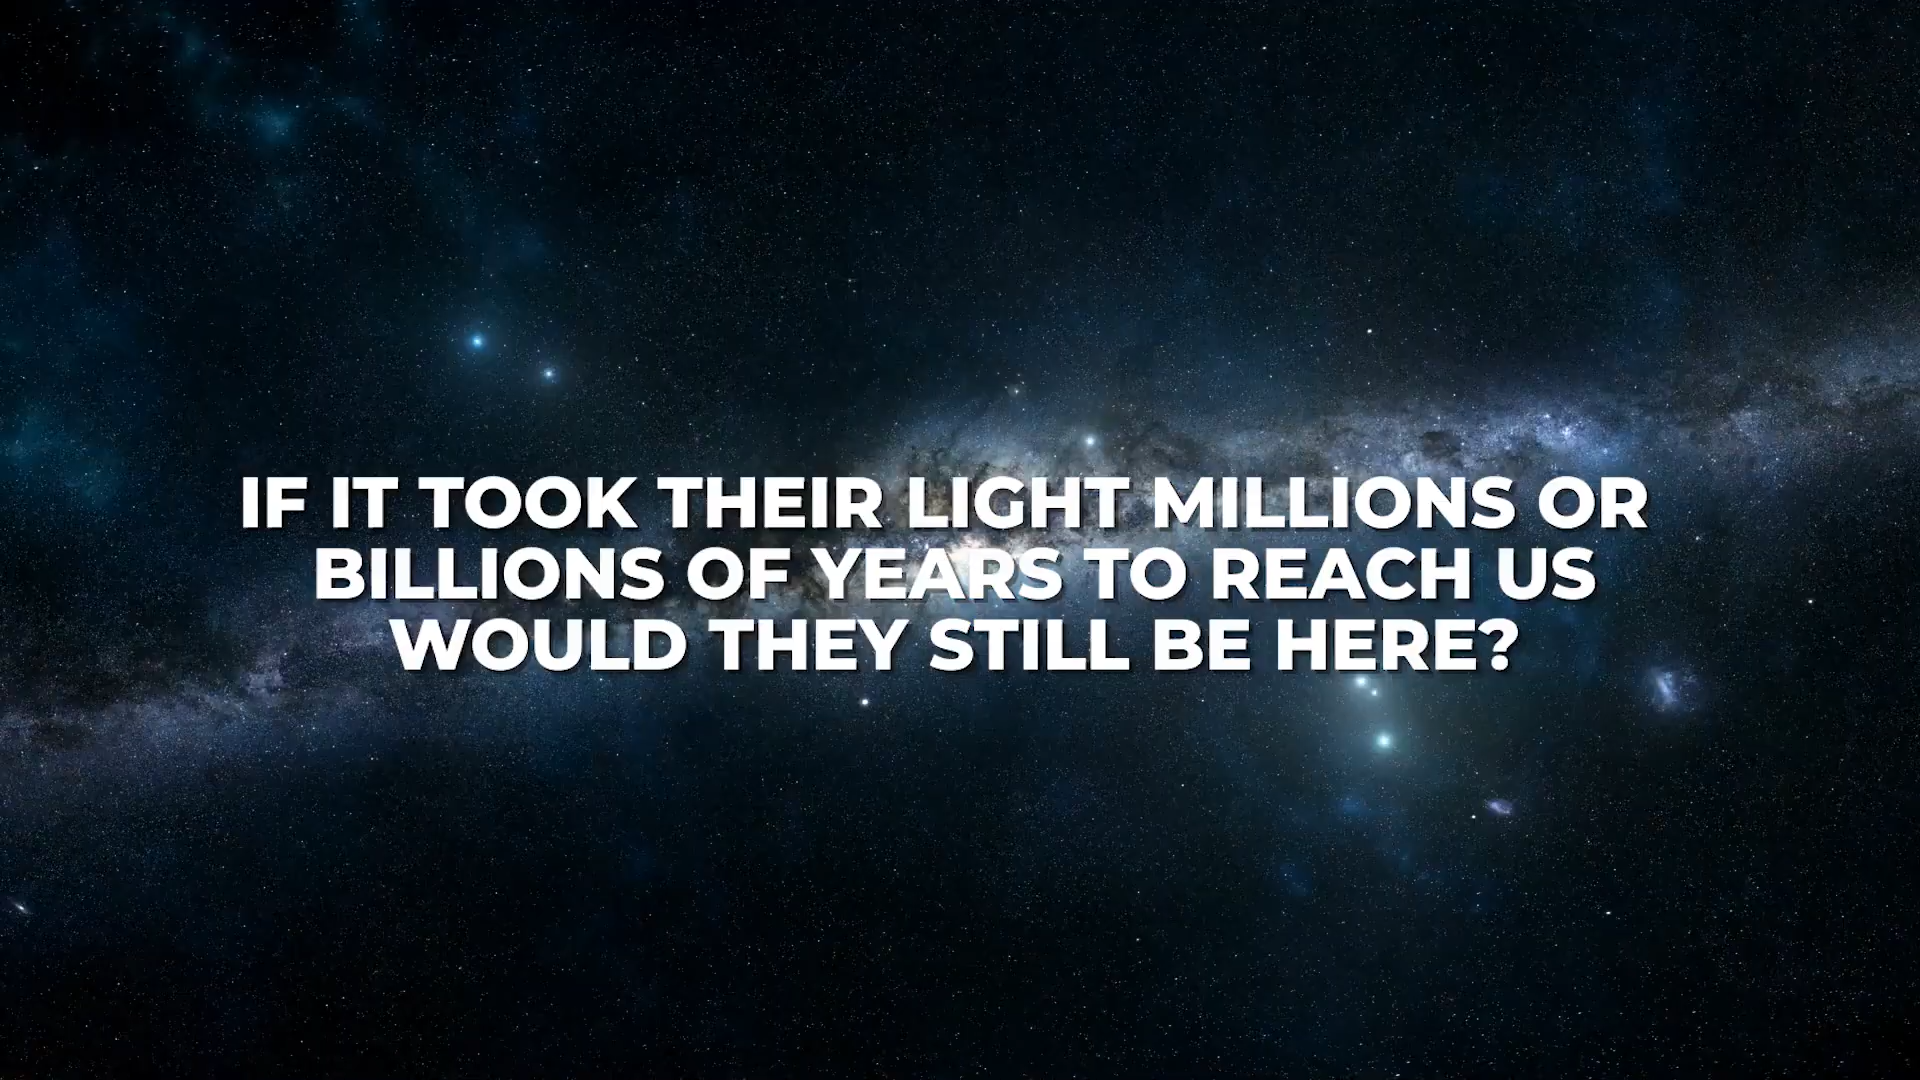 IF IT TOOK THEIR LIGHT MILLIONS OR
BILLIONS OF YEARS TO REACH US
WOULD THEY STILL BE HERE?